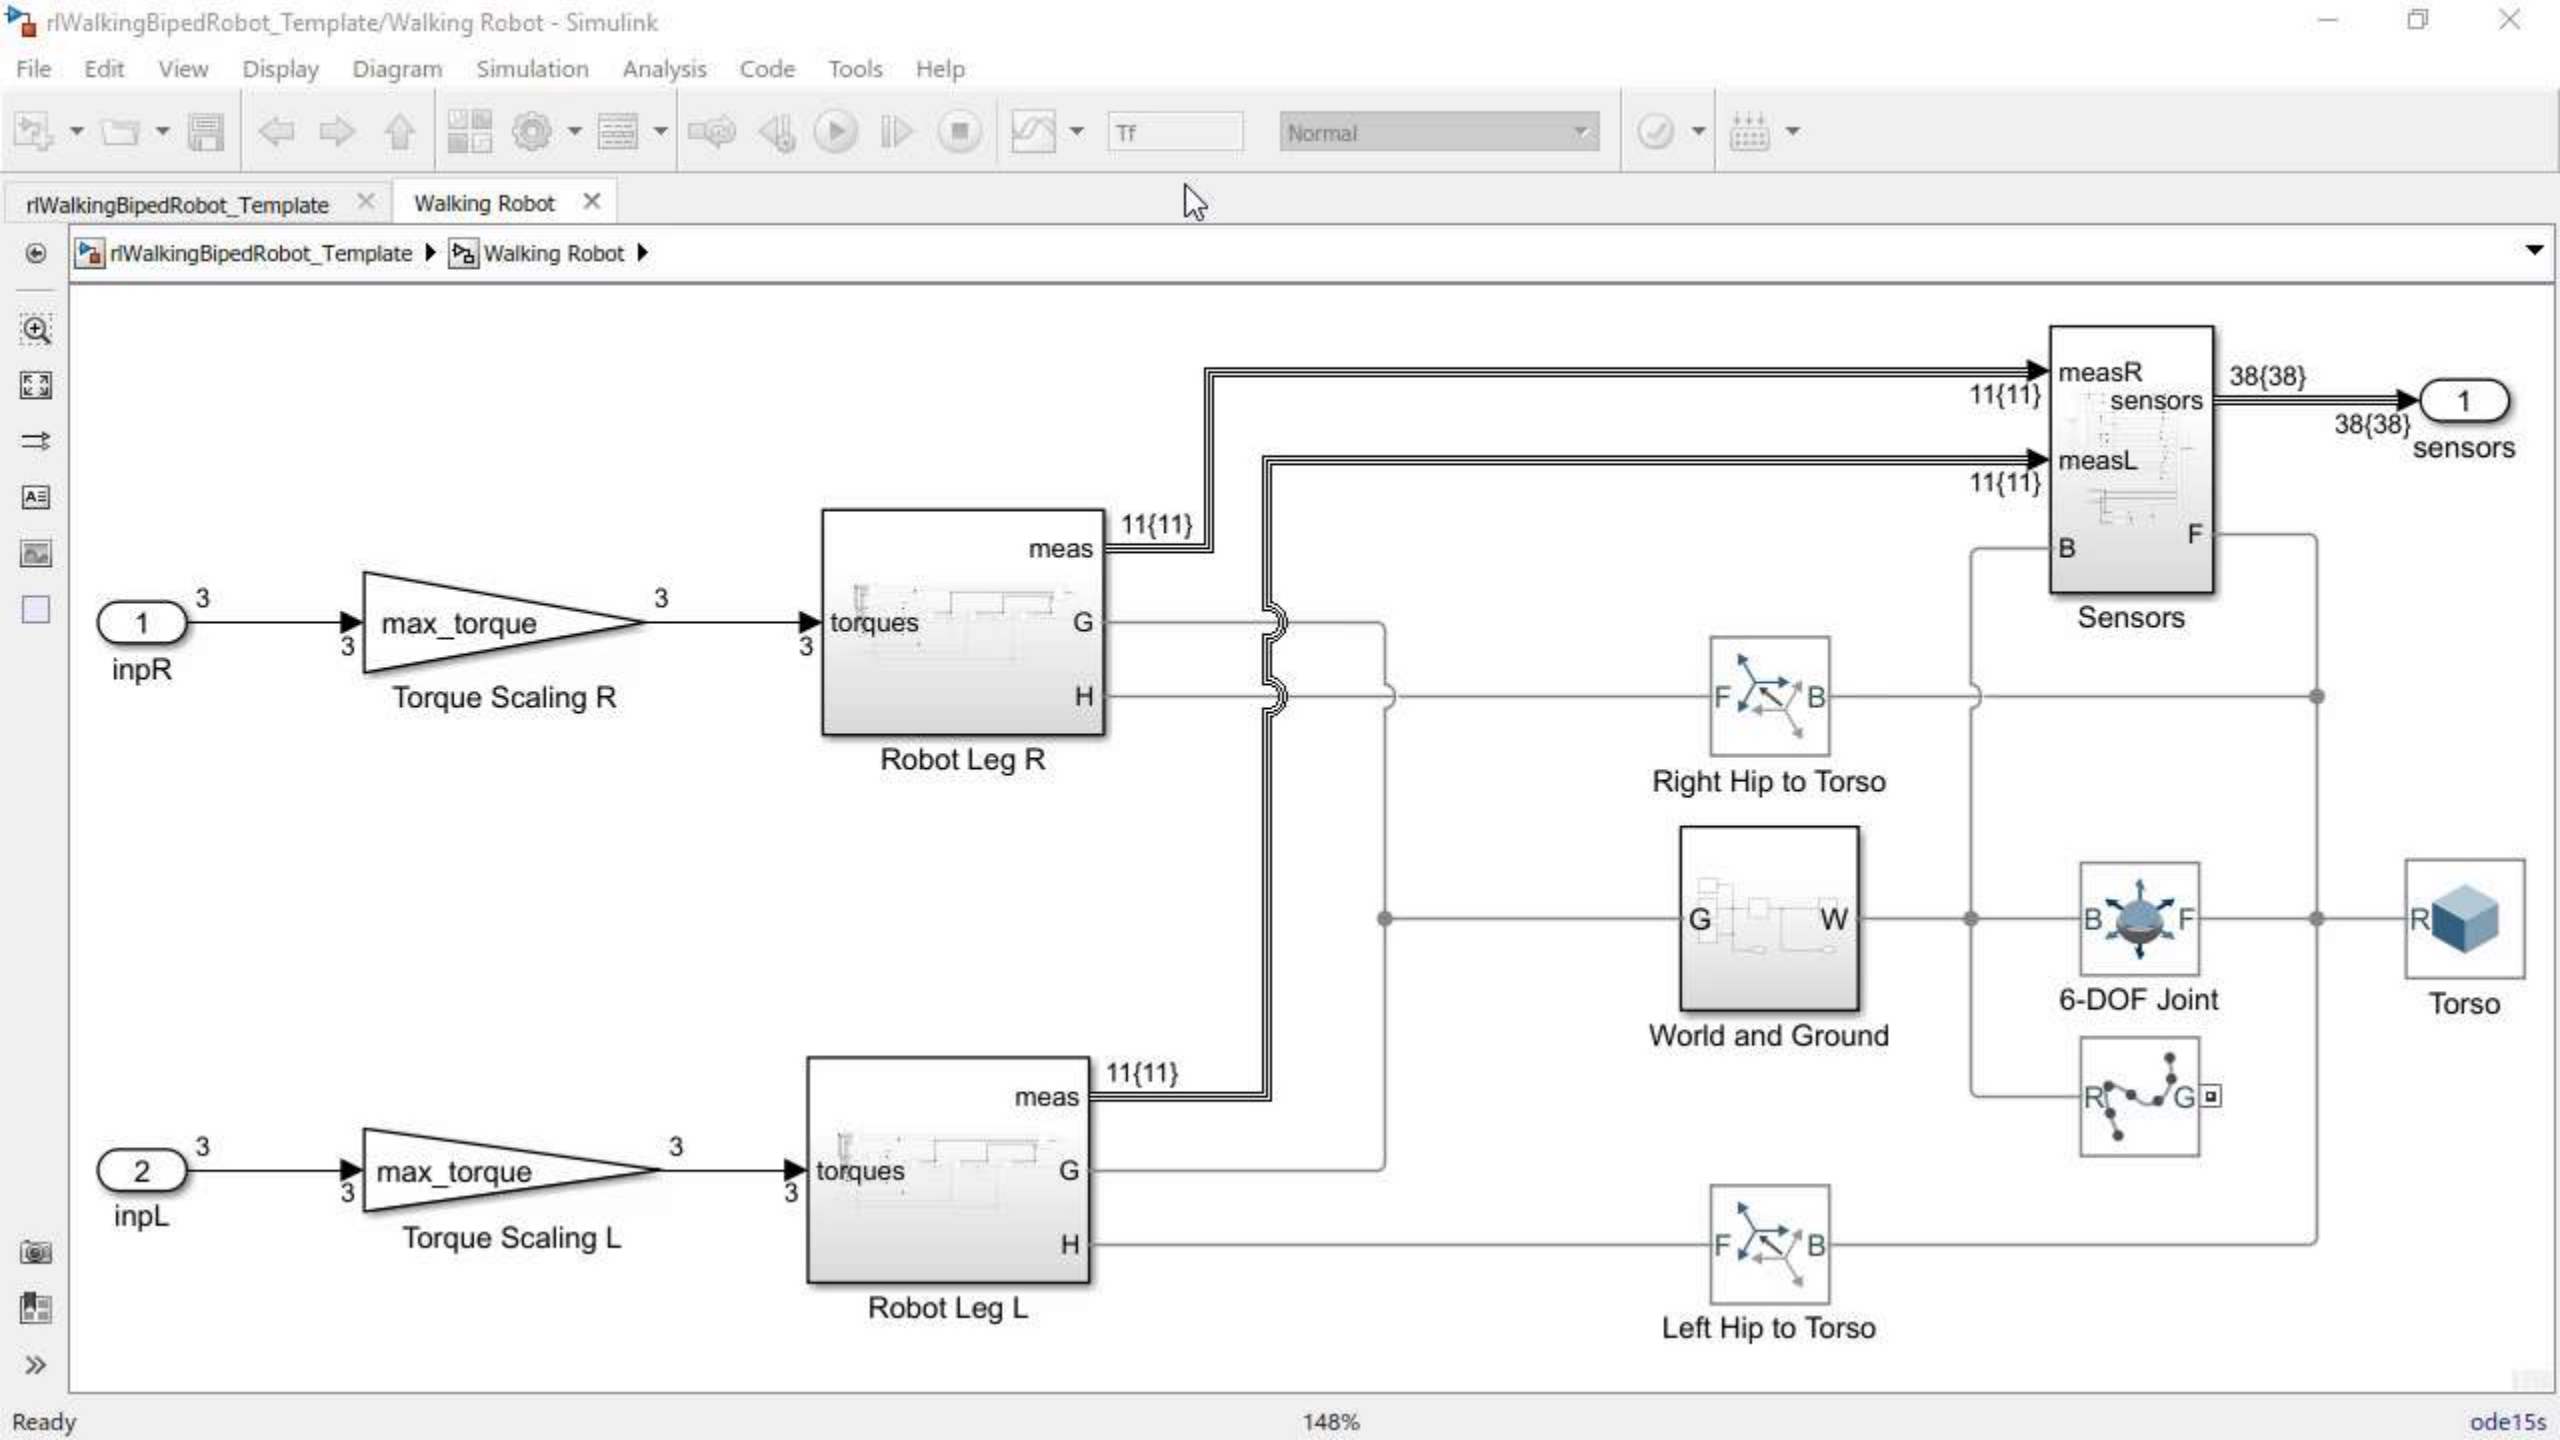 rlWalkingBipedRobot_Template/Walking Robot - Simulink
File Edit View Display Diagram Simulation Analysis Code Tools Help
Tf Normal
rlWalkingBipedRobot_Template Walking Robot
rlWalkingBipedRobot_Template Walking Robot
measR 38{38}
11{11} sensors 1
38{38}
sensors
measL
11{11}
11{11}
meas
F
B
Sensors
3 3
1 max_torque torques G
3 3
inpR
Torque Scaling R H F B
Robot Leg R
Right Hip to Torso
G W B F R
6-DOF Joint Torso
World and Ground
11{11}
meas R G
3 3
2 max_torque torques G
3 3
inpL
Torque Scaling L H F B
Robot Leg L
Left Hip to Torso
Ready 148% ode15s